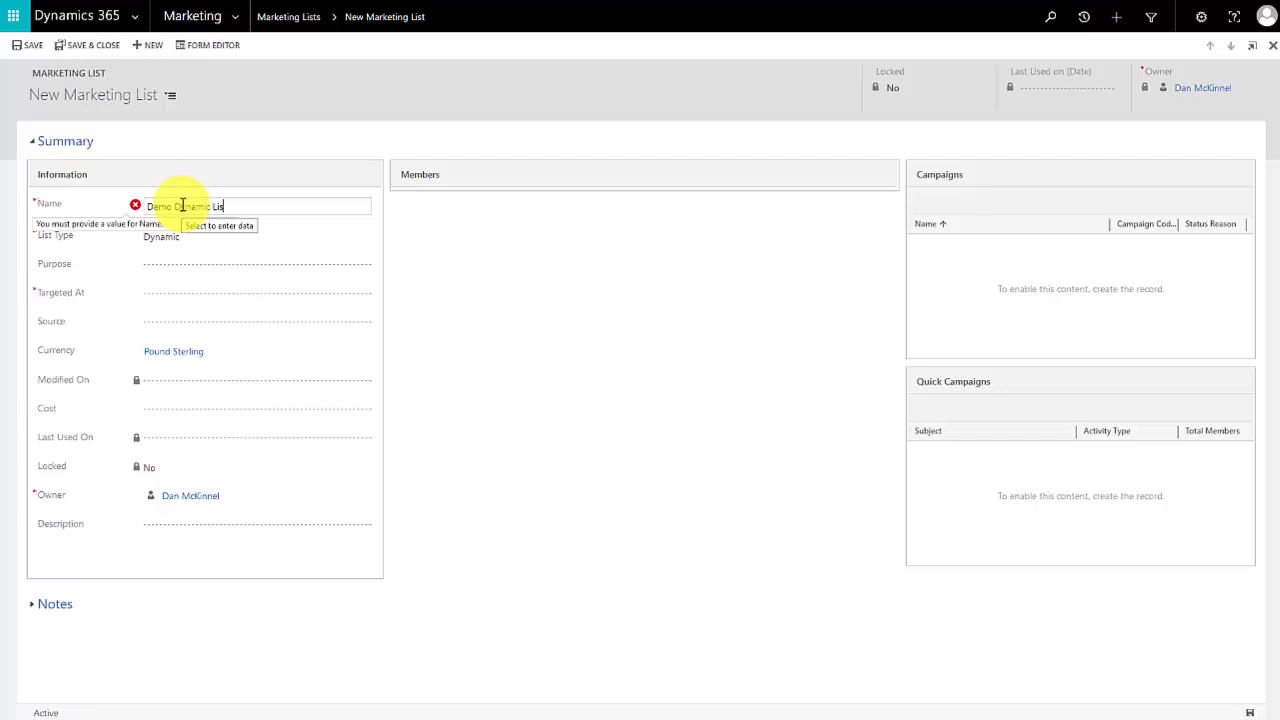 Dynamics 365 Marketing Marketing Lists > New Marketing List
SAVE SAVE & CLOSE + NEW FORM EDITOR
MARKETING LIST
New Marketing List
Locked
No
Last Used on (Date)
*Owner
Dan McKinnel
Summary
Information
*Name Demo Dynamic Lis
You must provide a value for Name.
Select to enter data
*List Type Dynamic
Purpose
*Targeted At
Source
Currency Pound Sterling
Modified On
Cost
Last Used On
Locked No
*Owner Dan McKinnel
Description
Members
Campaigns
Name ↑ Campaign Cod... Status Reason
To enable this content, create the record.
Quick Campaigns
Subject Activity Type Total Members
To enable this content, create the record.
Notes
Active